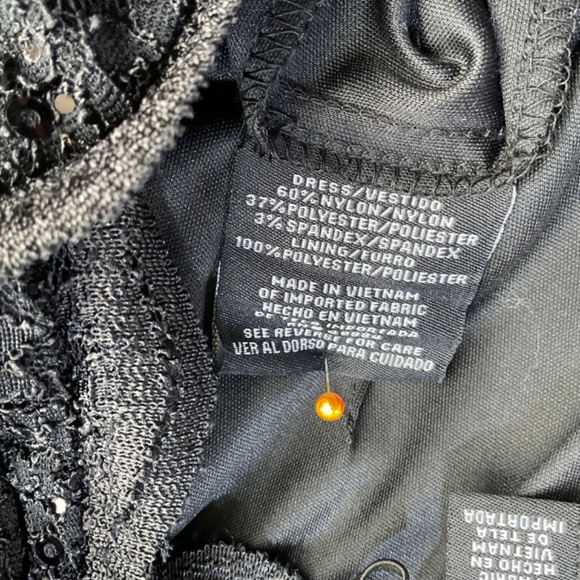 DRESS/VESTIDO
60%NYLON/NYLON
37%POLYESTER/POLIESTER
3% SPANDEX/SPANDEX
LINING/FORRO
100%POLYESTER/POLIESTER
MADE IN VIETNAM
OF IMPORTED FABRIC
HECHO EN VIETNAM
DE IMPORTADA
SEE REVERSE FOR CARE
VER AL DORSO PARA CUIDADO
HECHO EN
VIETNAM
DE TELA
IMPORTADA